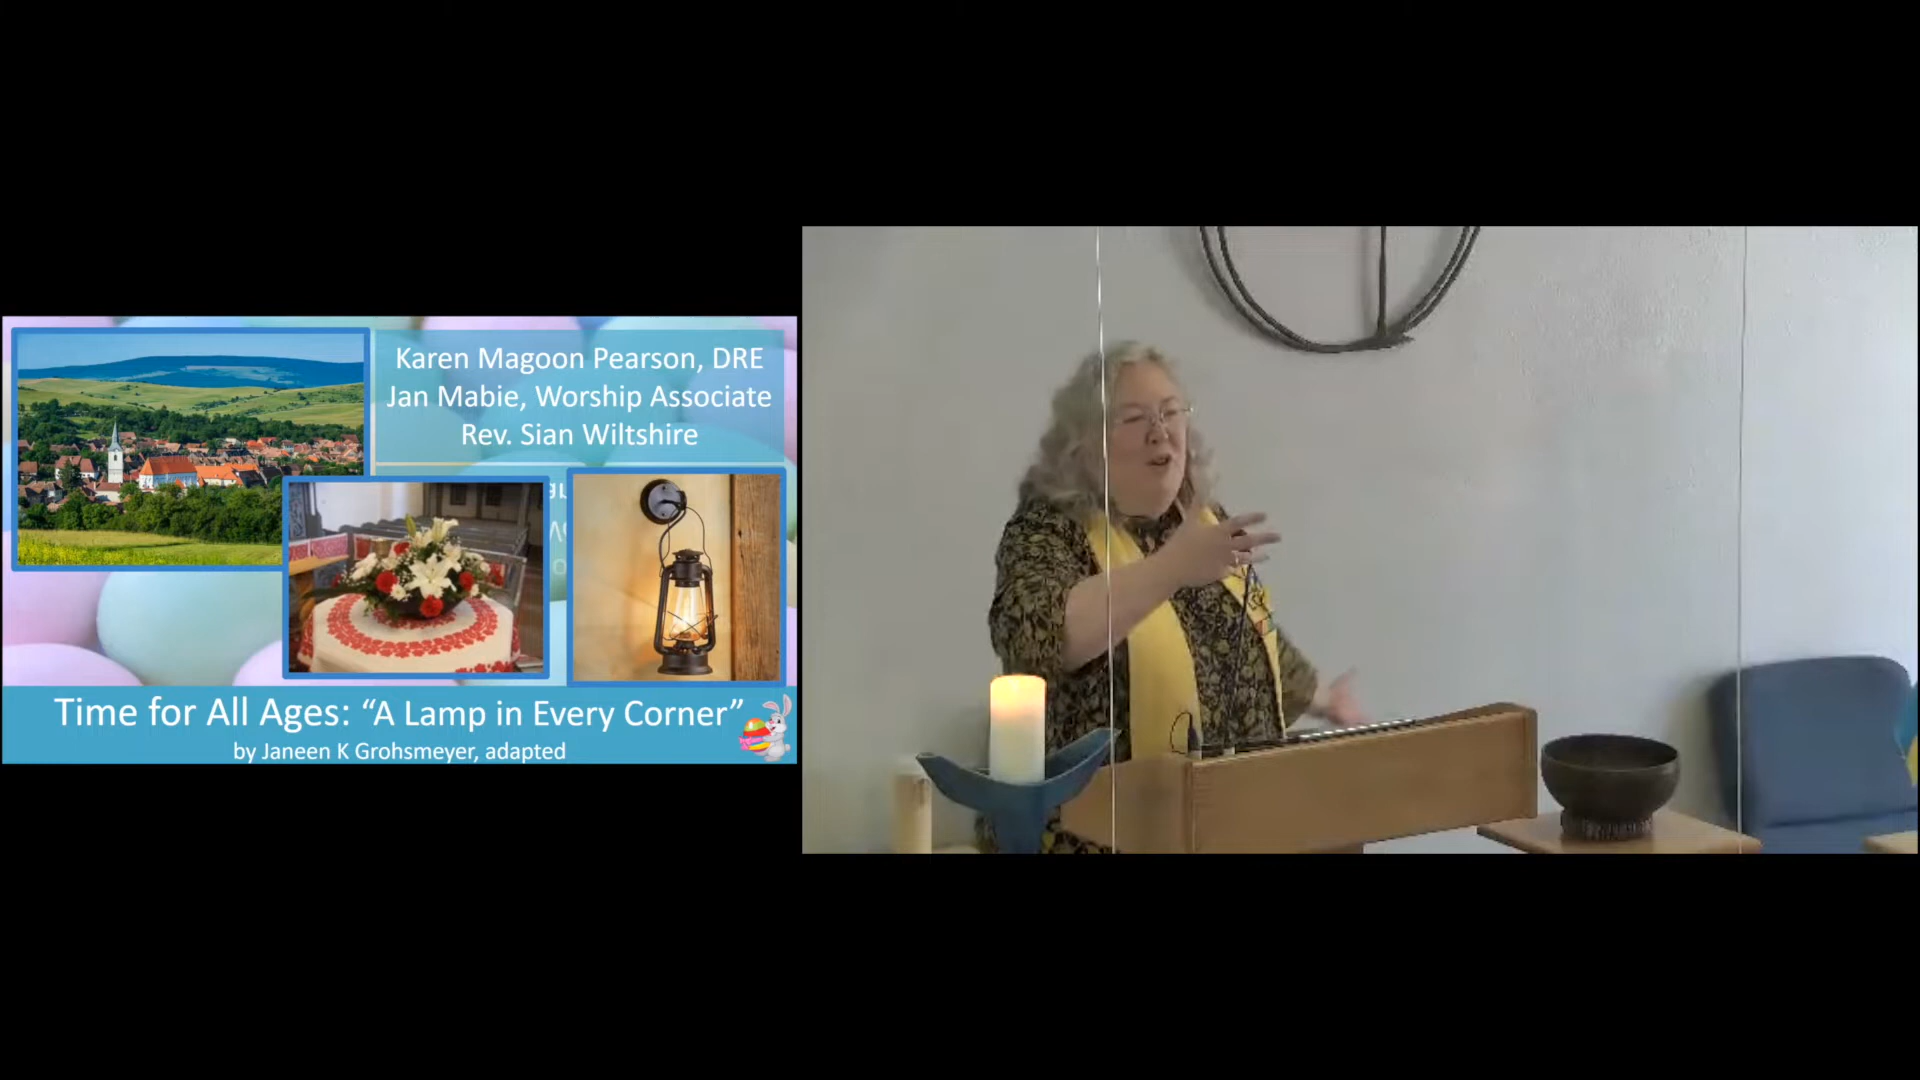 Karen Magoon Pearson, DRE
Jan Mabie, Worship Associate
Rev. Sian Wiltshire
Time for All Ages: “A Lamp in Every Corner”
by Janeen K Grohsmeyer, adapted